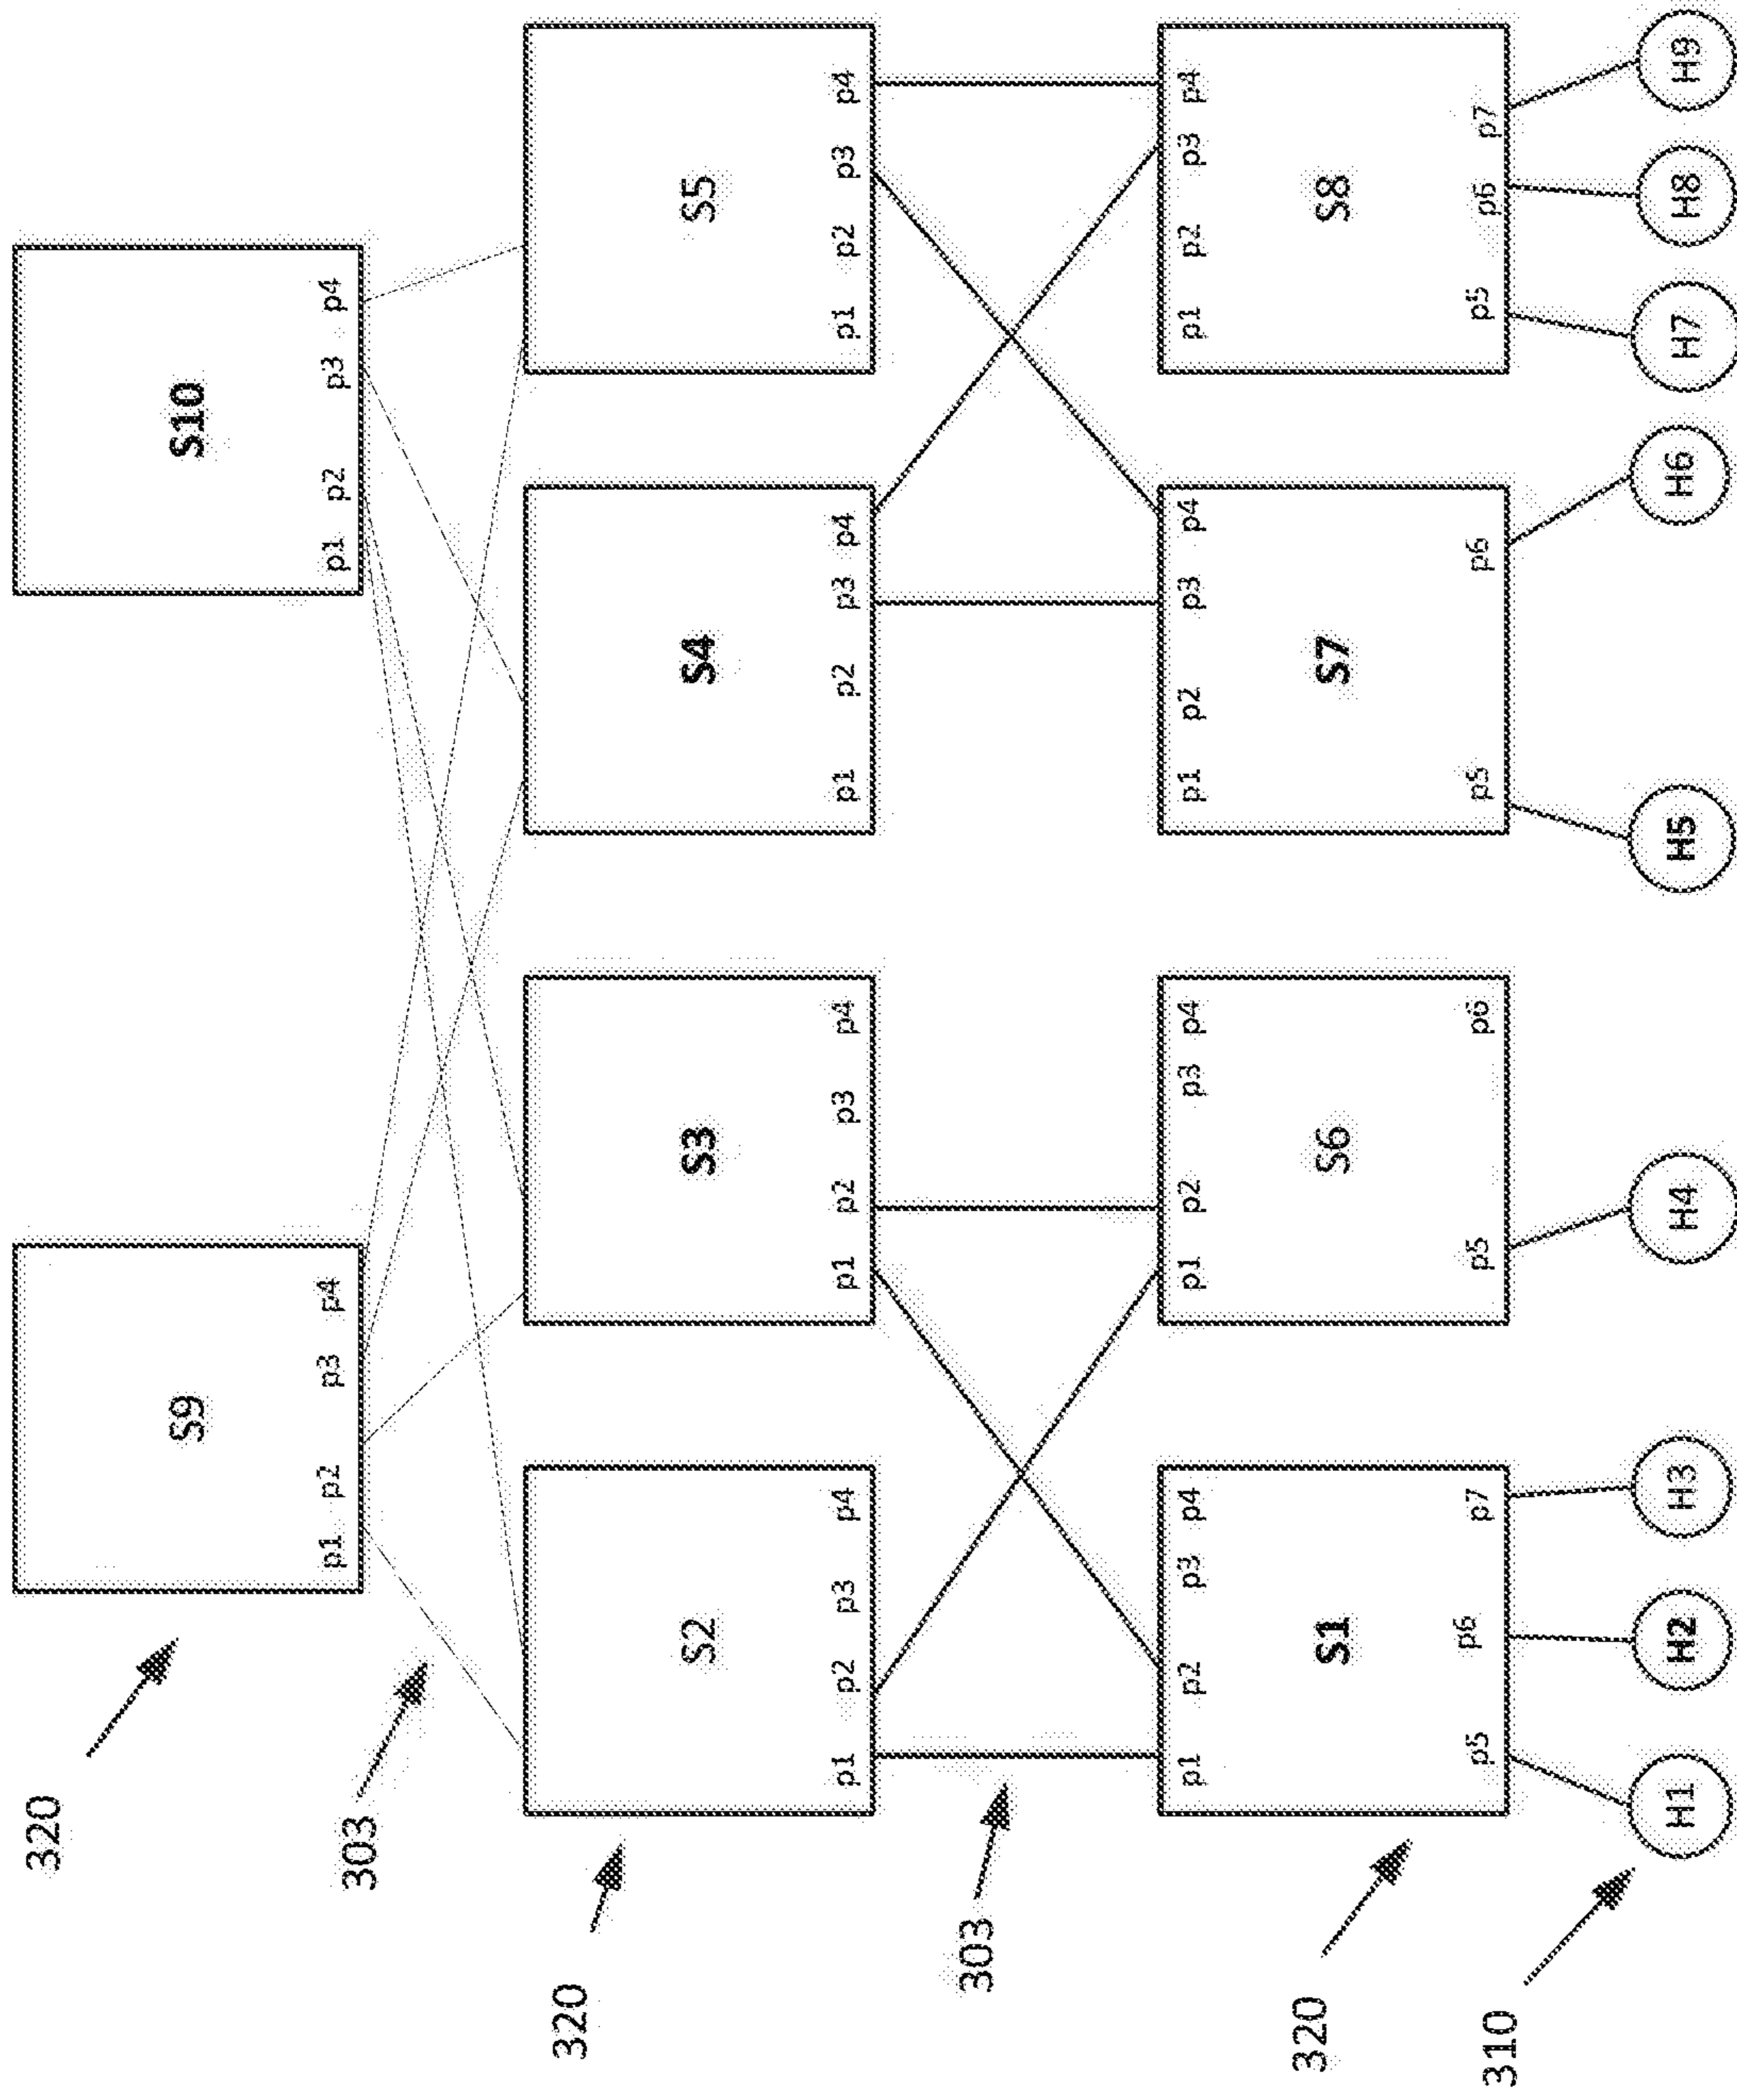 320
S9 S10
p1 p2 p3 p4 p1 p2 p3 p4
303
320
S2 S3 S4 S5
p1 p2 p3 p4 p1 p2 p3 p4 p1 p2 p3 p4 p1 p2 p3 p4
303
p1 p2 p3 p4 p1 p2 p3 p4 p1 p2 p3 p4 p1 p2 p3 p4
320
S1 S6 S7 S8
p5 p6 p7 p5 p6 p5 p6 p5 p6 p7
310
H1 H2 H3 H4 H5 H6 H7 H8 H9